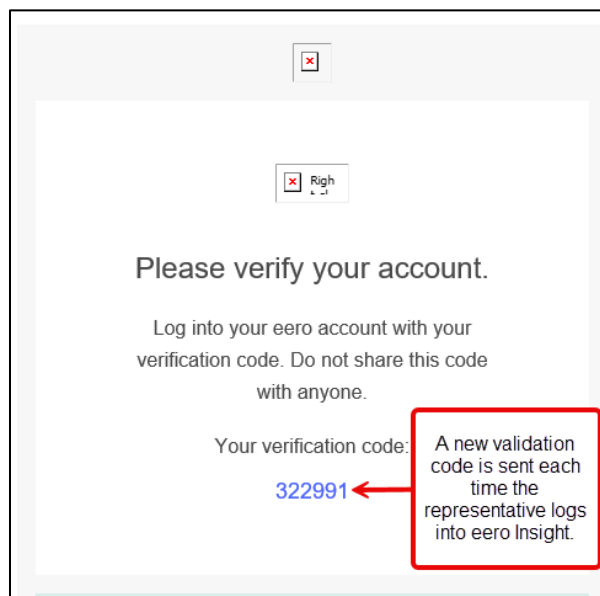 Righ
Please verify your account.
Log into your eero account with your
verification code. Do not share this code
with anyone.
Your verification code:
322991
A new validation
code is sent each
time the
representative logs
into eero Insight.